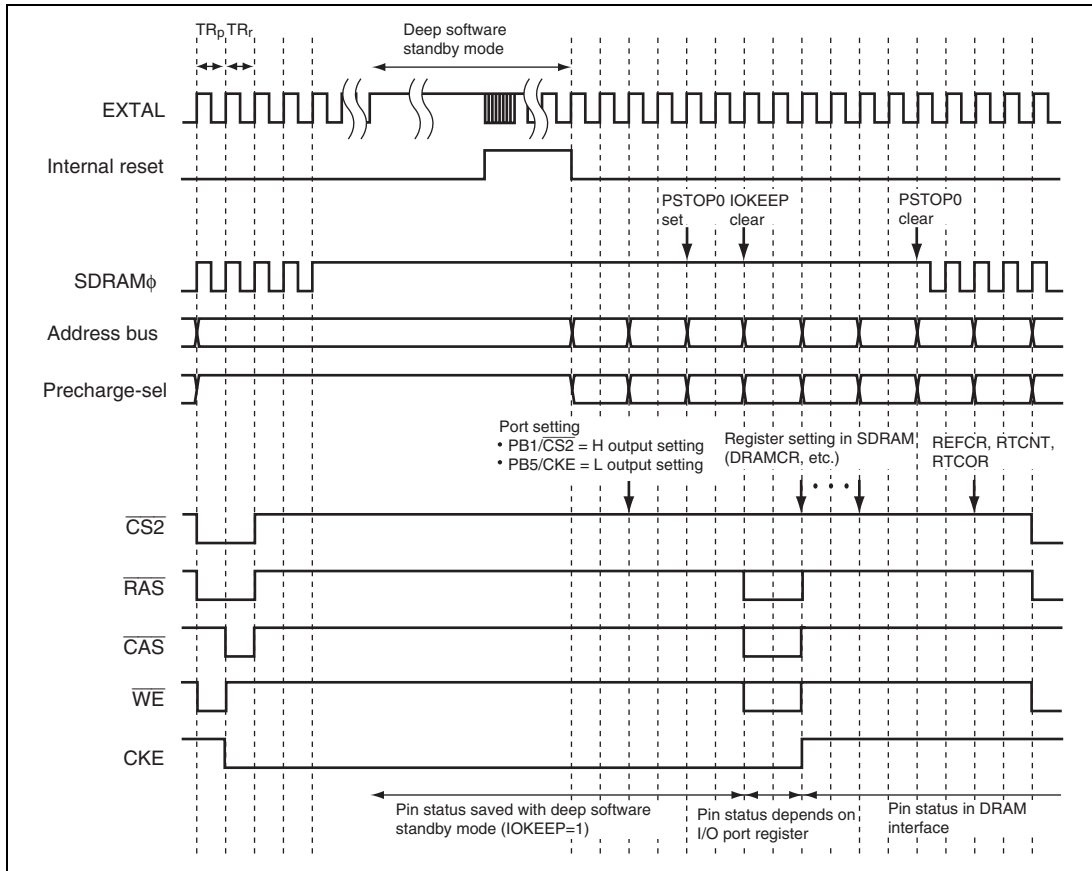 TRp TRr
Deep software
standby mode
EXTAL
Internal reset
PSTOP0 IOKEEP
set clear
PSTOP0
clear
SDRAMϕ
Address bus
Precharge-sel
Port setting
• PB1/CS2 = H output setting
• PB5/CKE = L output setting
Register setting in SDRAM
(DRAMCR, etc.)
REFCR, RTCNT,
RTCOR
CS2
RAS
CAS
WE
CKE
Pin status saved with deep software
standby mode (IOKEEP=1)
Pin status depends on
I/O port register
Pin status in DRAM
interface